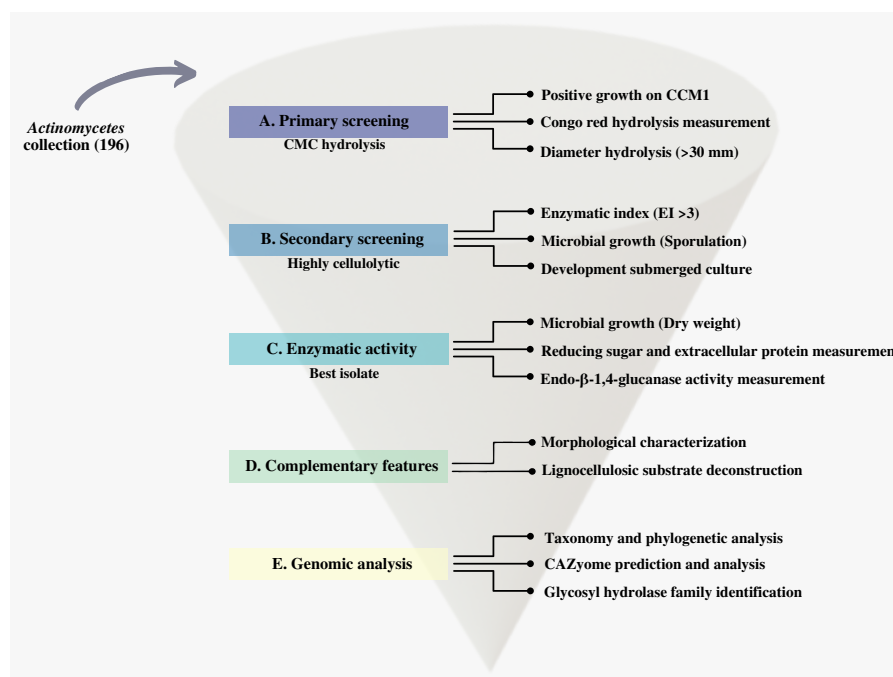 Actinomycetes
collection (196)
A. Primary screening
CMC hydrolysis
Positive growth on CCM1
Congo red hydrolysis measurement
Diameter hydrolysis (>30 mm)
B. Secondary screening
Highly cellulolytic
Enzymatic index (EI >3)
Microbial growth (Sporulation)
Development submerged culture
C. Enzymatic activity
Best isolate
Microbial growth (Dry weight)
Reducing sugar and extracellular protein measuremen
Endo-β-1,4-glucanase activity measurement
D. Complementary features
Morphological characterization
Lignocellulosic substrate deconstruction
E. Genomic analysis
Taxonomy and phylogenetic analysis
CAZyome prediction and analysis
Glycosyl hydrolase family identification